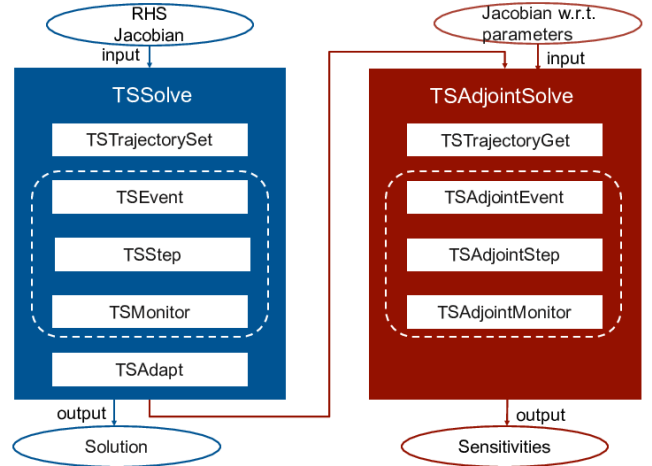 RHS
Jacobian
input
TSSolve
TSTrajectorySet
TSEvent
TSStep
TSMonitor
TSAdapt
output
Solution
Jacobian w.r.t.
parameters
input
TSAdjointSolve
TSTrajectoryGet
TSAdjointEvent
TSAdjointStep
TSAdjointMonitor
output
Sensitivities